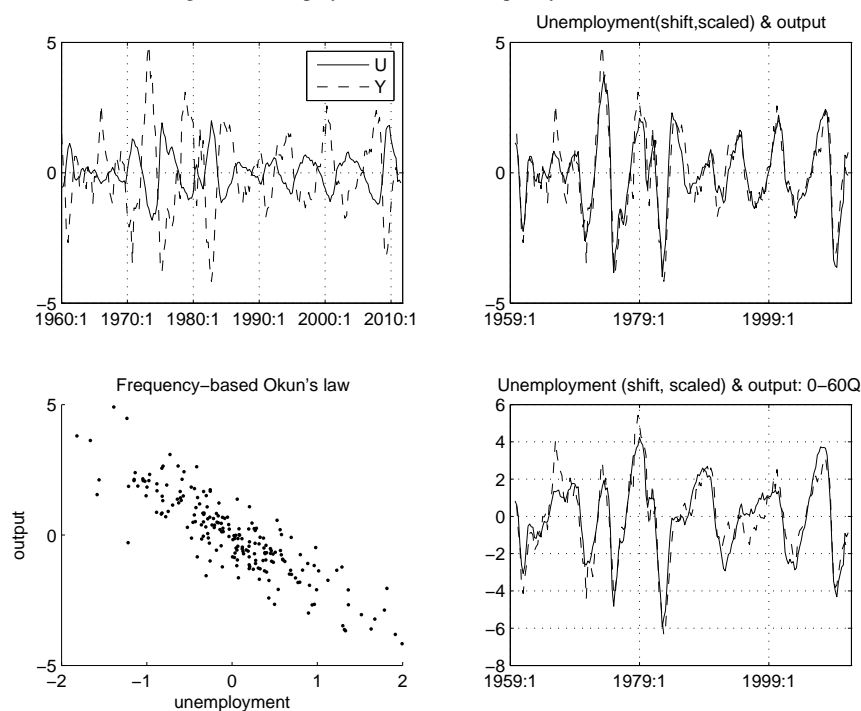 Unemployment(shift,scaled) & output
5
0
−5
1960:1 1970:1 1980:1 1990:1 2000:1 2010:1
U
Y
5
0
−5
1959:1 1979:1 1999:1
Frequency−based Okun's law
5
0
−5
output
−2 −1 0 1 2
unemployment
Unemployment (shift, scaled) & output: 0−60Q
6
4
2
0
−2
−4
−6
−8
1959:1 1979:1 1999:1